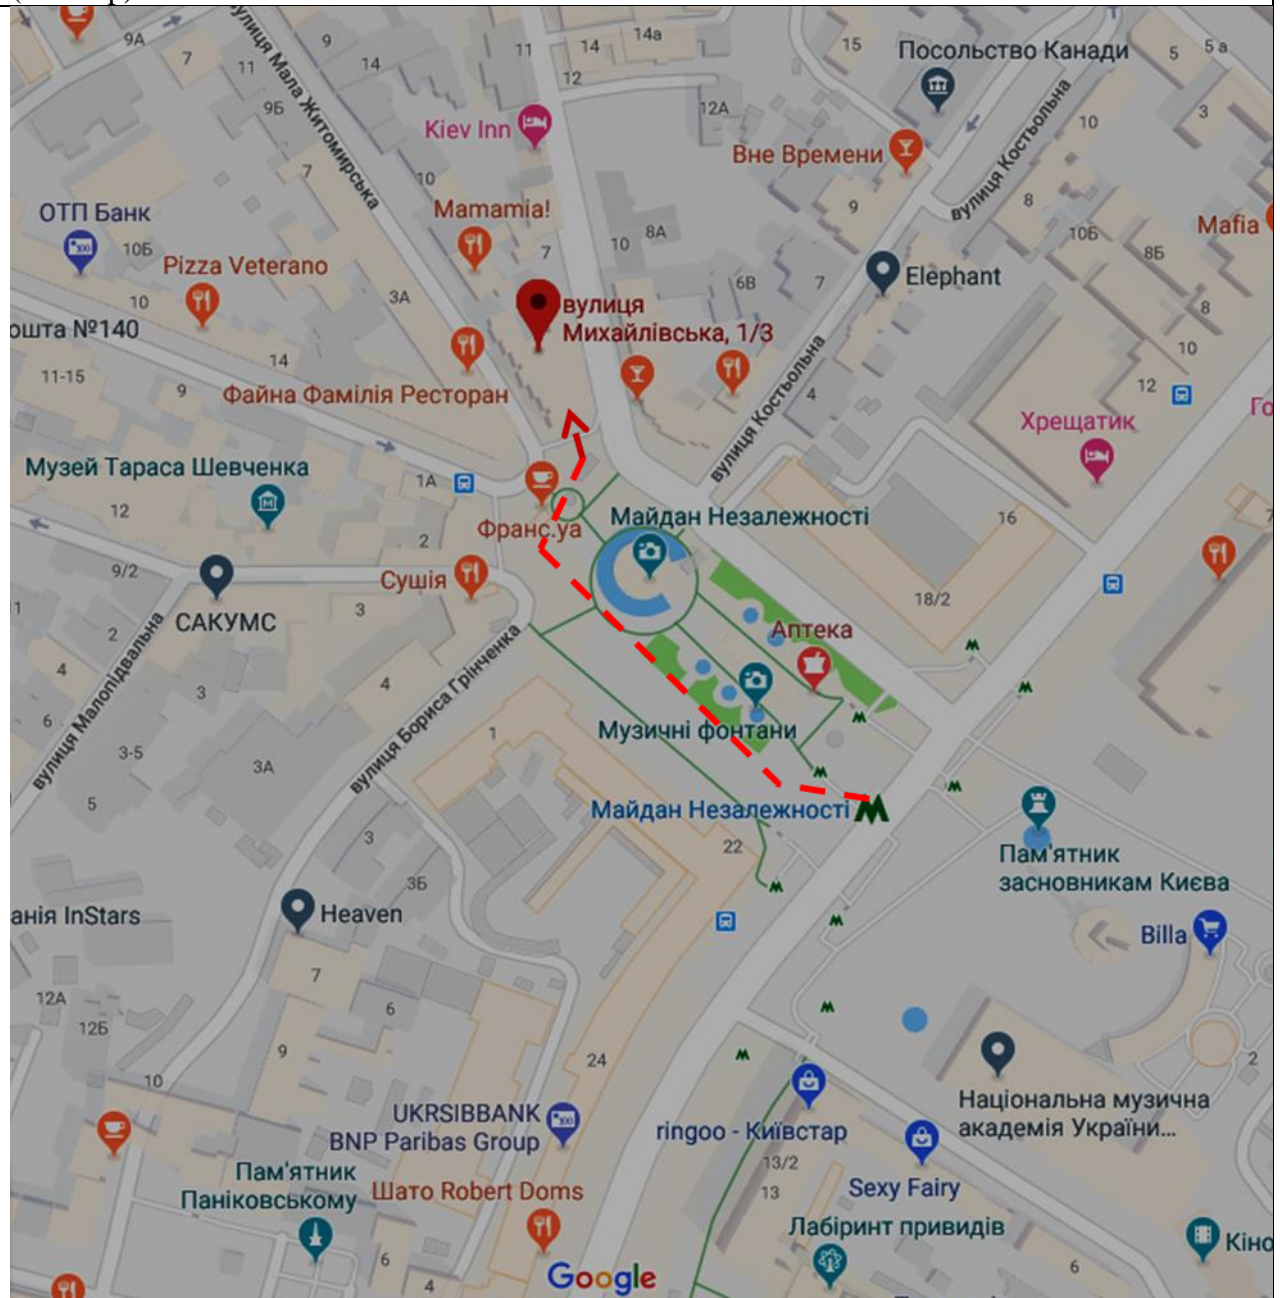 9А
9
14
11
14
14а
12
15
Посольство Канади
5
5 а
7
11
9Б
вулиця Мала Житомирська
Kiev Inn
12А
Вне Времени
10
3
вулиця Костьольна
7
10
ОТП Банк
10Б
Mamamia!
7
10
8А
9
8
10Б
8Б
Mafia
Pizza Veterano
10
3А
6В
7
Elephant
8
вулиця
Михайлівська, 1/3
ошта №140
14
11-15
9
Файна Фамілія Ресторан
4
вулиця Костьольна
10
12
Хрещатик
Го
Музей Тараса Шевченка
1А
12
2
Франс.уа
Майдан Незалежності
16
7
9/2
САКУМС
Сушія
18/2
1
2
3
Аптека
вулиця Малопідвальна
4
3
4
вулиця Бориса Грінченка
6
3-5
3А
1
Музичні фонтани
5
Майдан Незалежності
3
22
Пам'ятник
засновникам Києва
3Б
анія InStars
Heaven
Billa
7
12А
6
12Б
9
24
2
10
UKRSIBBANK
BNP Paribas Group
ringoo - Київстар
Національна музична
академія України...
13/2
13
Sexy Fairy
Пам'ятник
Паніковському
Шато Robert Doms
Лабіринт привидів
Кіно
6
4
6
Google